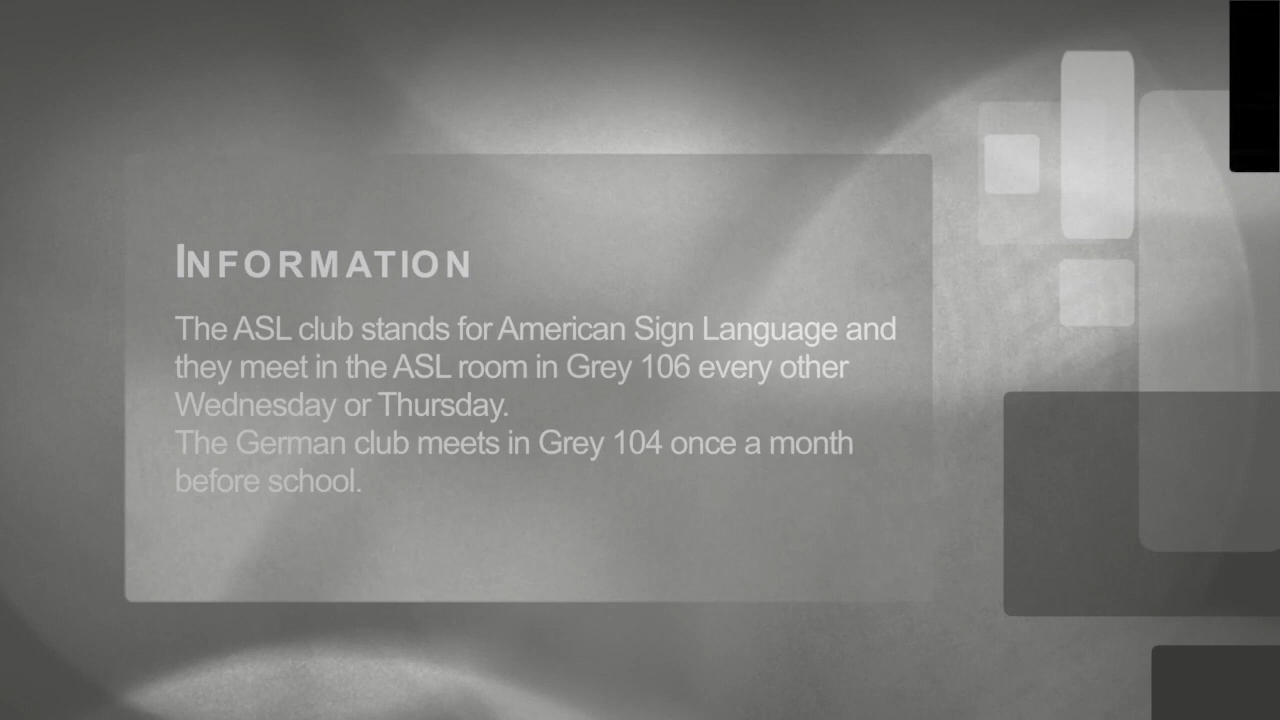 INFORMATION
The ASL club stands for American Sign Language and
they meet in the ASL room in Grey 106 every other
Wednesday or Thursday.
The German club meets in Grey 104 once a month
before school.